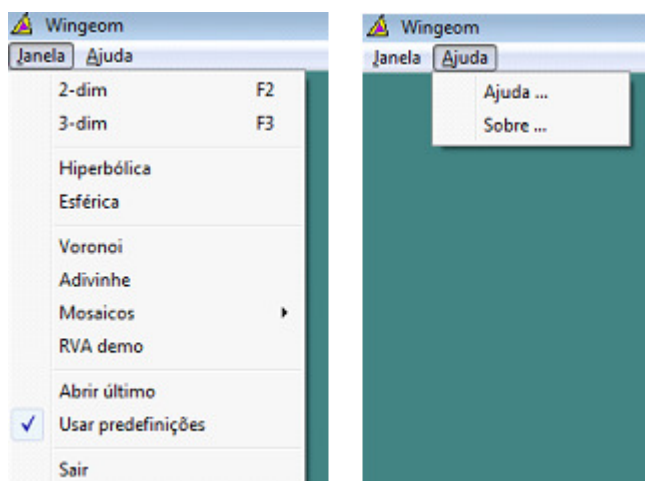 Wingeom
Janela Ajuda
2-dim F2
3-dim F3
Hiperbólica
Esférica
Voronoi
Adivinhe
Mosaicos
RVA demo
Abrir último
Usar predefinições
Sair
Wingeom
Janela Ajuda
Ajuda ...
Sobre ...